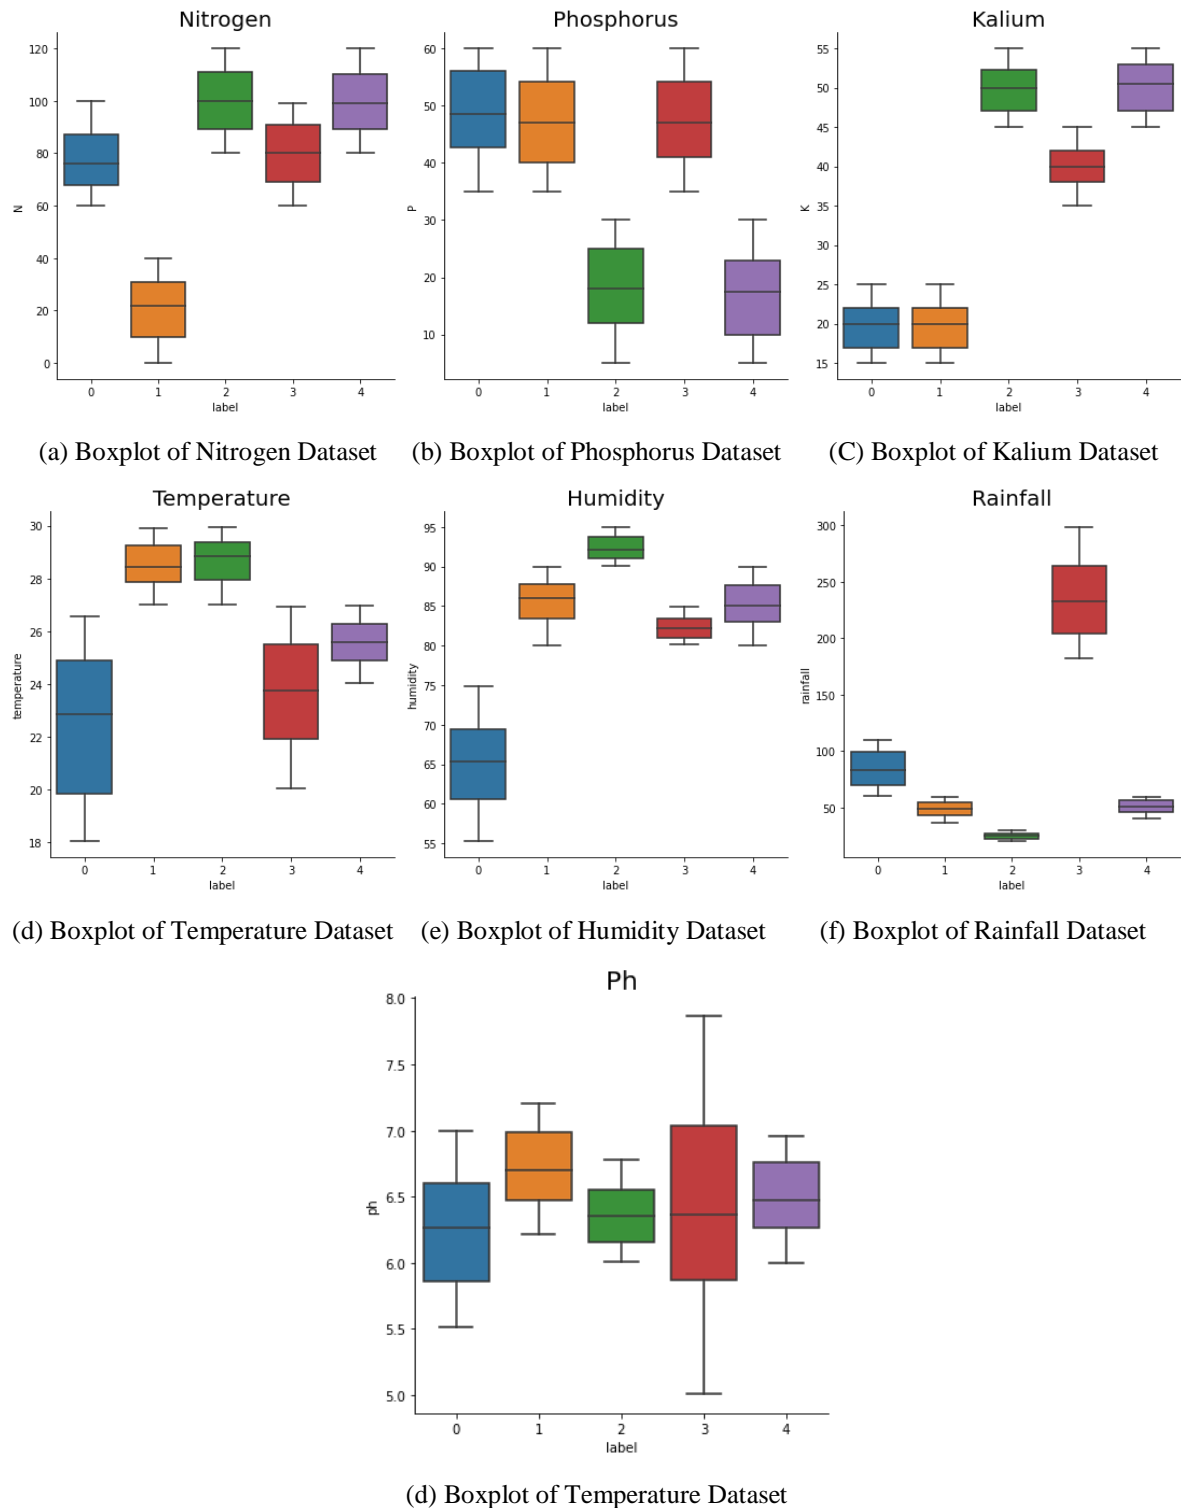 Nitrogen
120
100
80
60
40
20
0
N
0 1 2 3 4
label
Phosphorus
60
50
40
30
20
10
P
0 1 2 3 4
label
Kalium
55
50
45
40
35
30
25
20
15
K
0 1 2 3 4
label
(a) Boxplot of Nitrogen Dataset
(b) Boxplot of Phosphorus Dataset
(C) Boxplot of Kalium Dataset
Temperature
30
28
26
24
22
20
18
temperature
0 1 2 3 4
label
Humidity
95
90
85
80
75
70
65
60
55
humidity
0 1 2 3 4
label
Rainfall
300
250
200
150
100
50
rainfall
0 1 2 3 4
label
(d) Boxplot of Temperature Dataset
(e) Boxplot of Humidity Dataset
(f) Boxplot of Rainfall Dataset
Ph
8.0
7.5
7.0
6.5
6.0
5.5
5.0
ph
0 1 2 3 4
label
(d) Boxplot of Temperature Dataset